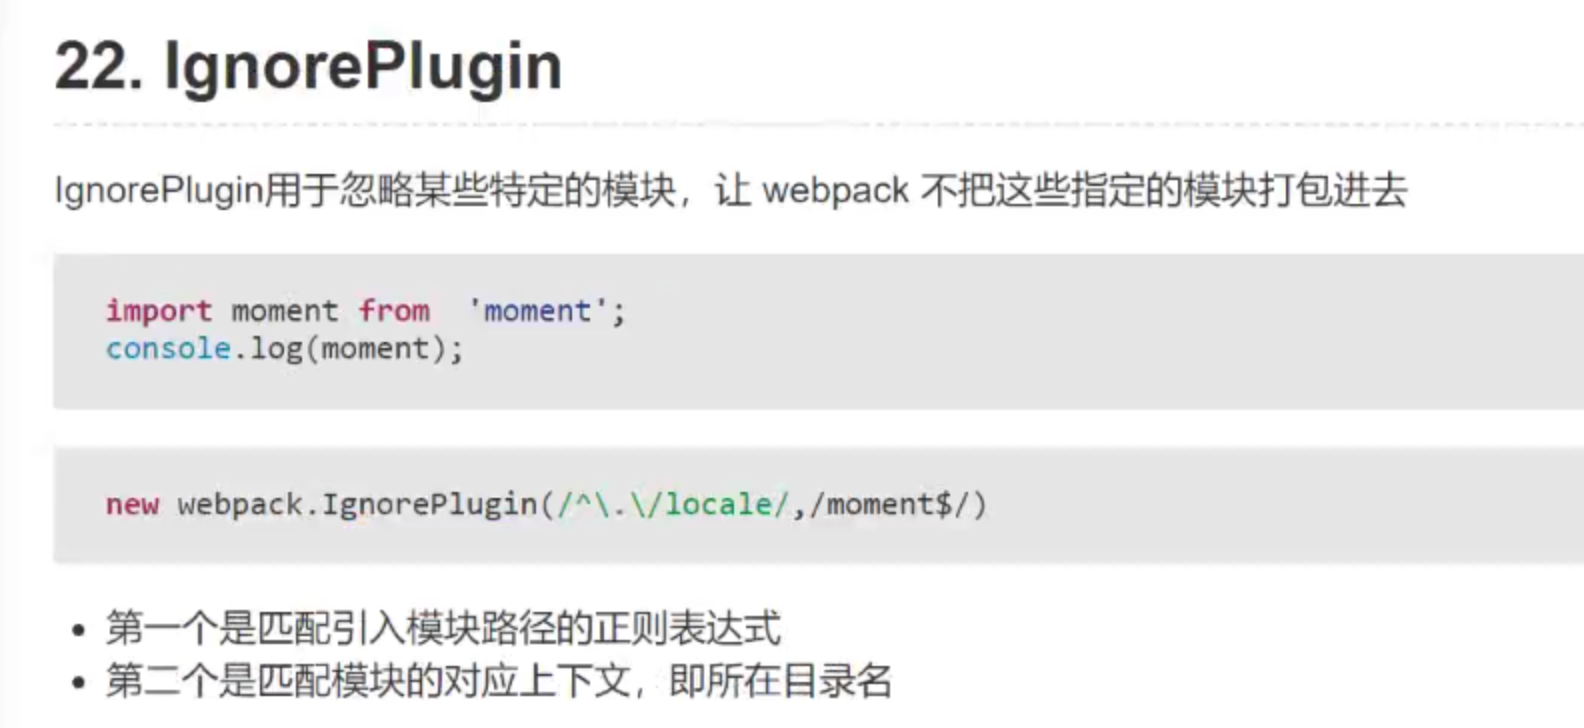 22. IgnorePlugin
IgnorePlugin用于忽略某些特定的模块，让 webpack 不把这些指定的模块打包进去
import moment from  'moment';
console.log(moment);
new webpack.IgnorePlugin(/^\.\/locale/,/moment$/)
• 第一个是匹配引入模块路径的正则表达式
• 第二个是匹配模块的对应上下文，即所在目录名